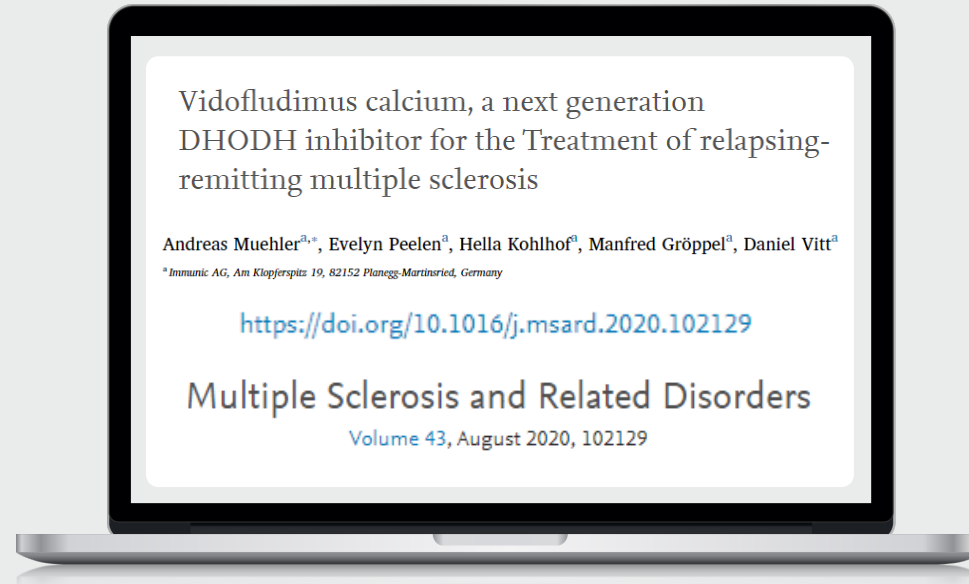 Vidofludimus calcium, a next generation
DHODH inhibitor for the Treatment of relapsing-
remitting multiple sclerosis
Andreas Muehlerᵃ,*, Evelyn Peelenᵃ, Hella Kohlhofᵃ, Manfred Gröppelᵃ, Daniel Vittᵃ
ᵃ Immunic AG, Am Klopferspitz 19, 82152 Planegg-Martinsried, Germany
https://doi.org/10.1016/j.msard.2020.102129
Multiple Sclerosis and Related Disorders
Volume 43, August 2020, 102129